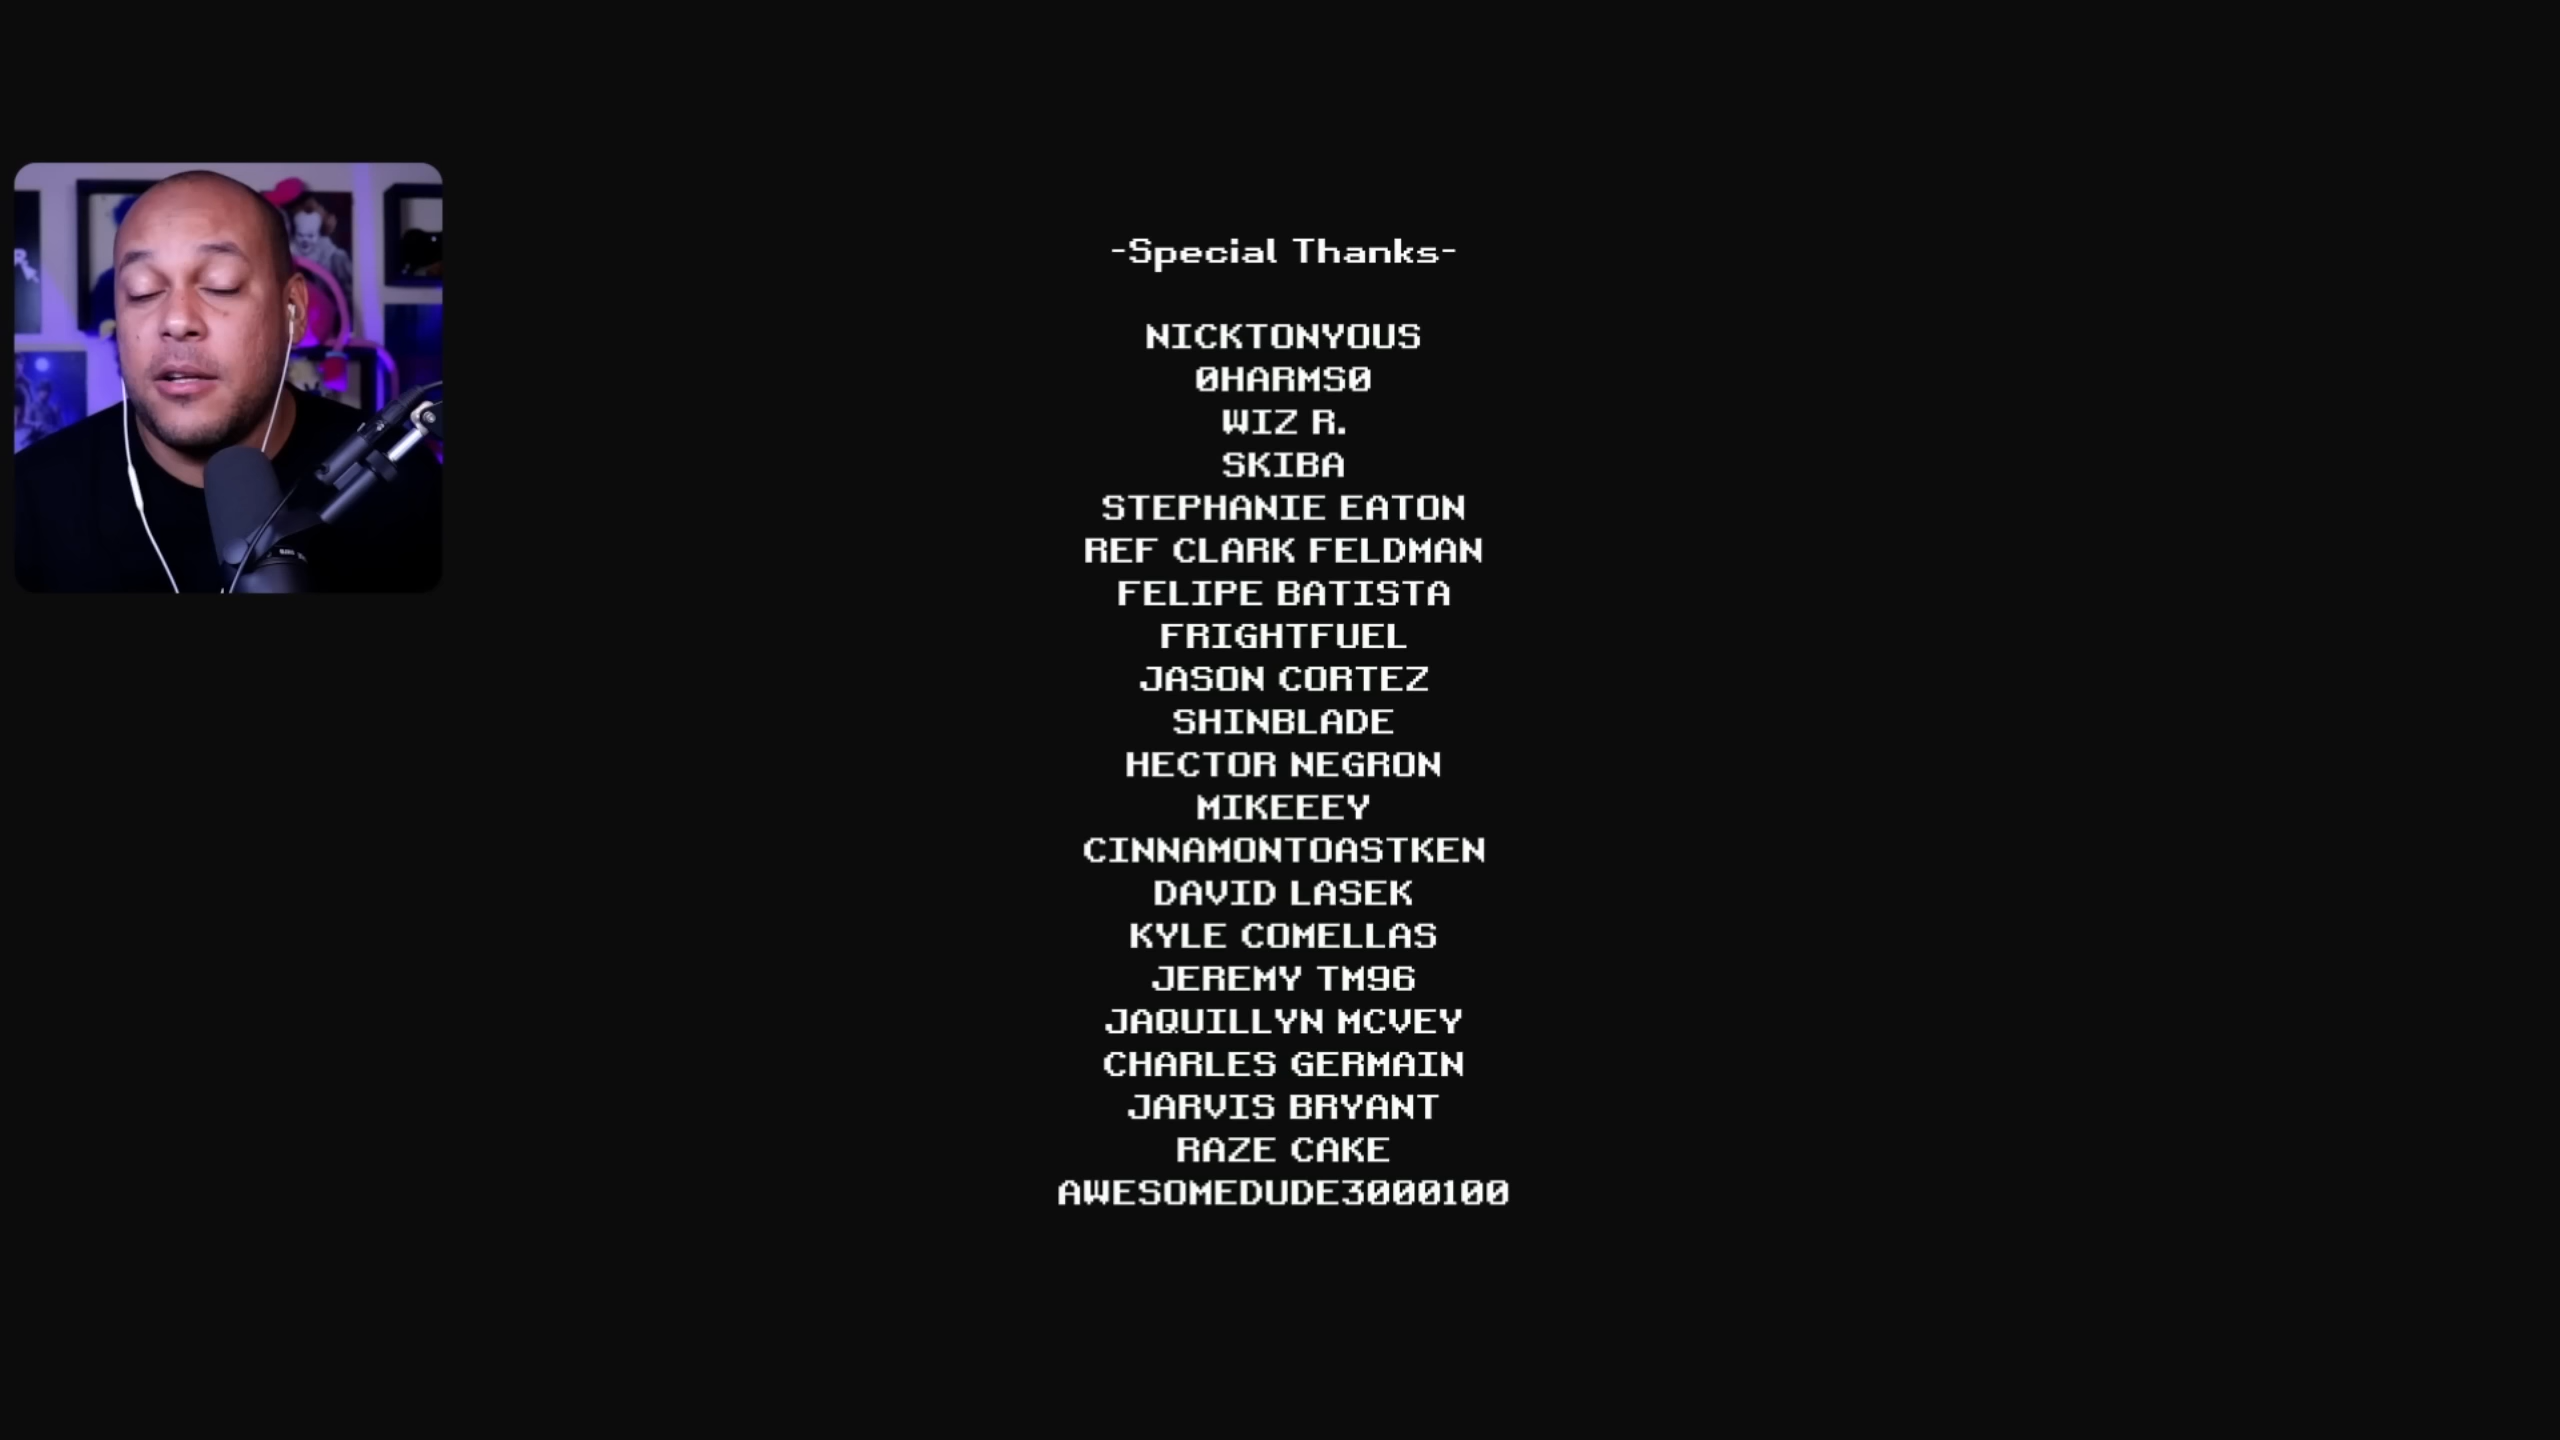 -Special Thanks-
NICKTONYOUS
0HARMS0
WIZ R.
SKIBA
STEPHANIE EATON
REF CLARK FELDMAN
FELIPE BATISTA
FRIGHTFUEL
JASON CORTEZ
SHINBLADE
HECTOR NEGRON
MIKEEEY
CINNAMONTOASTKEN
DAVID LASEK
KYLE COMELLAS
JEREMY TM96
JAQUILLYN MCVEY
CHARLES GERMAIN
JARVIS BRYANT
RAZE CAKE
AWESOMEDUDE3000100